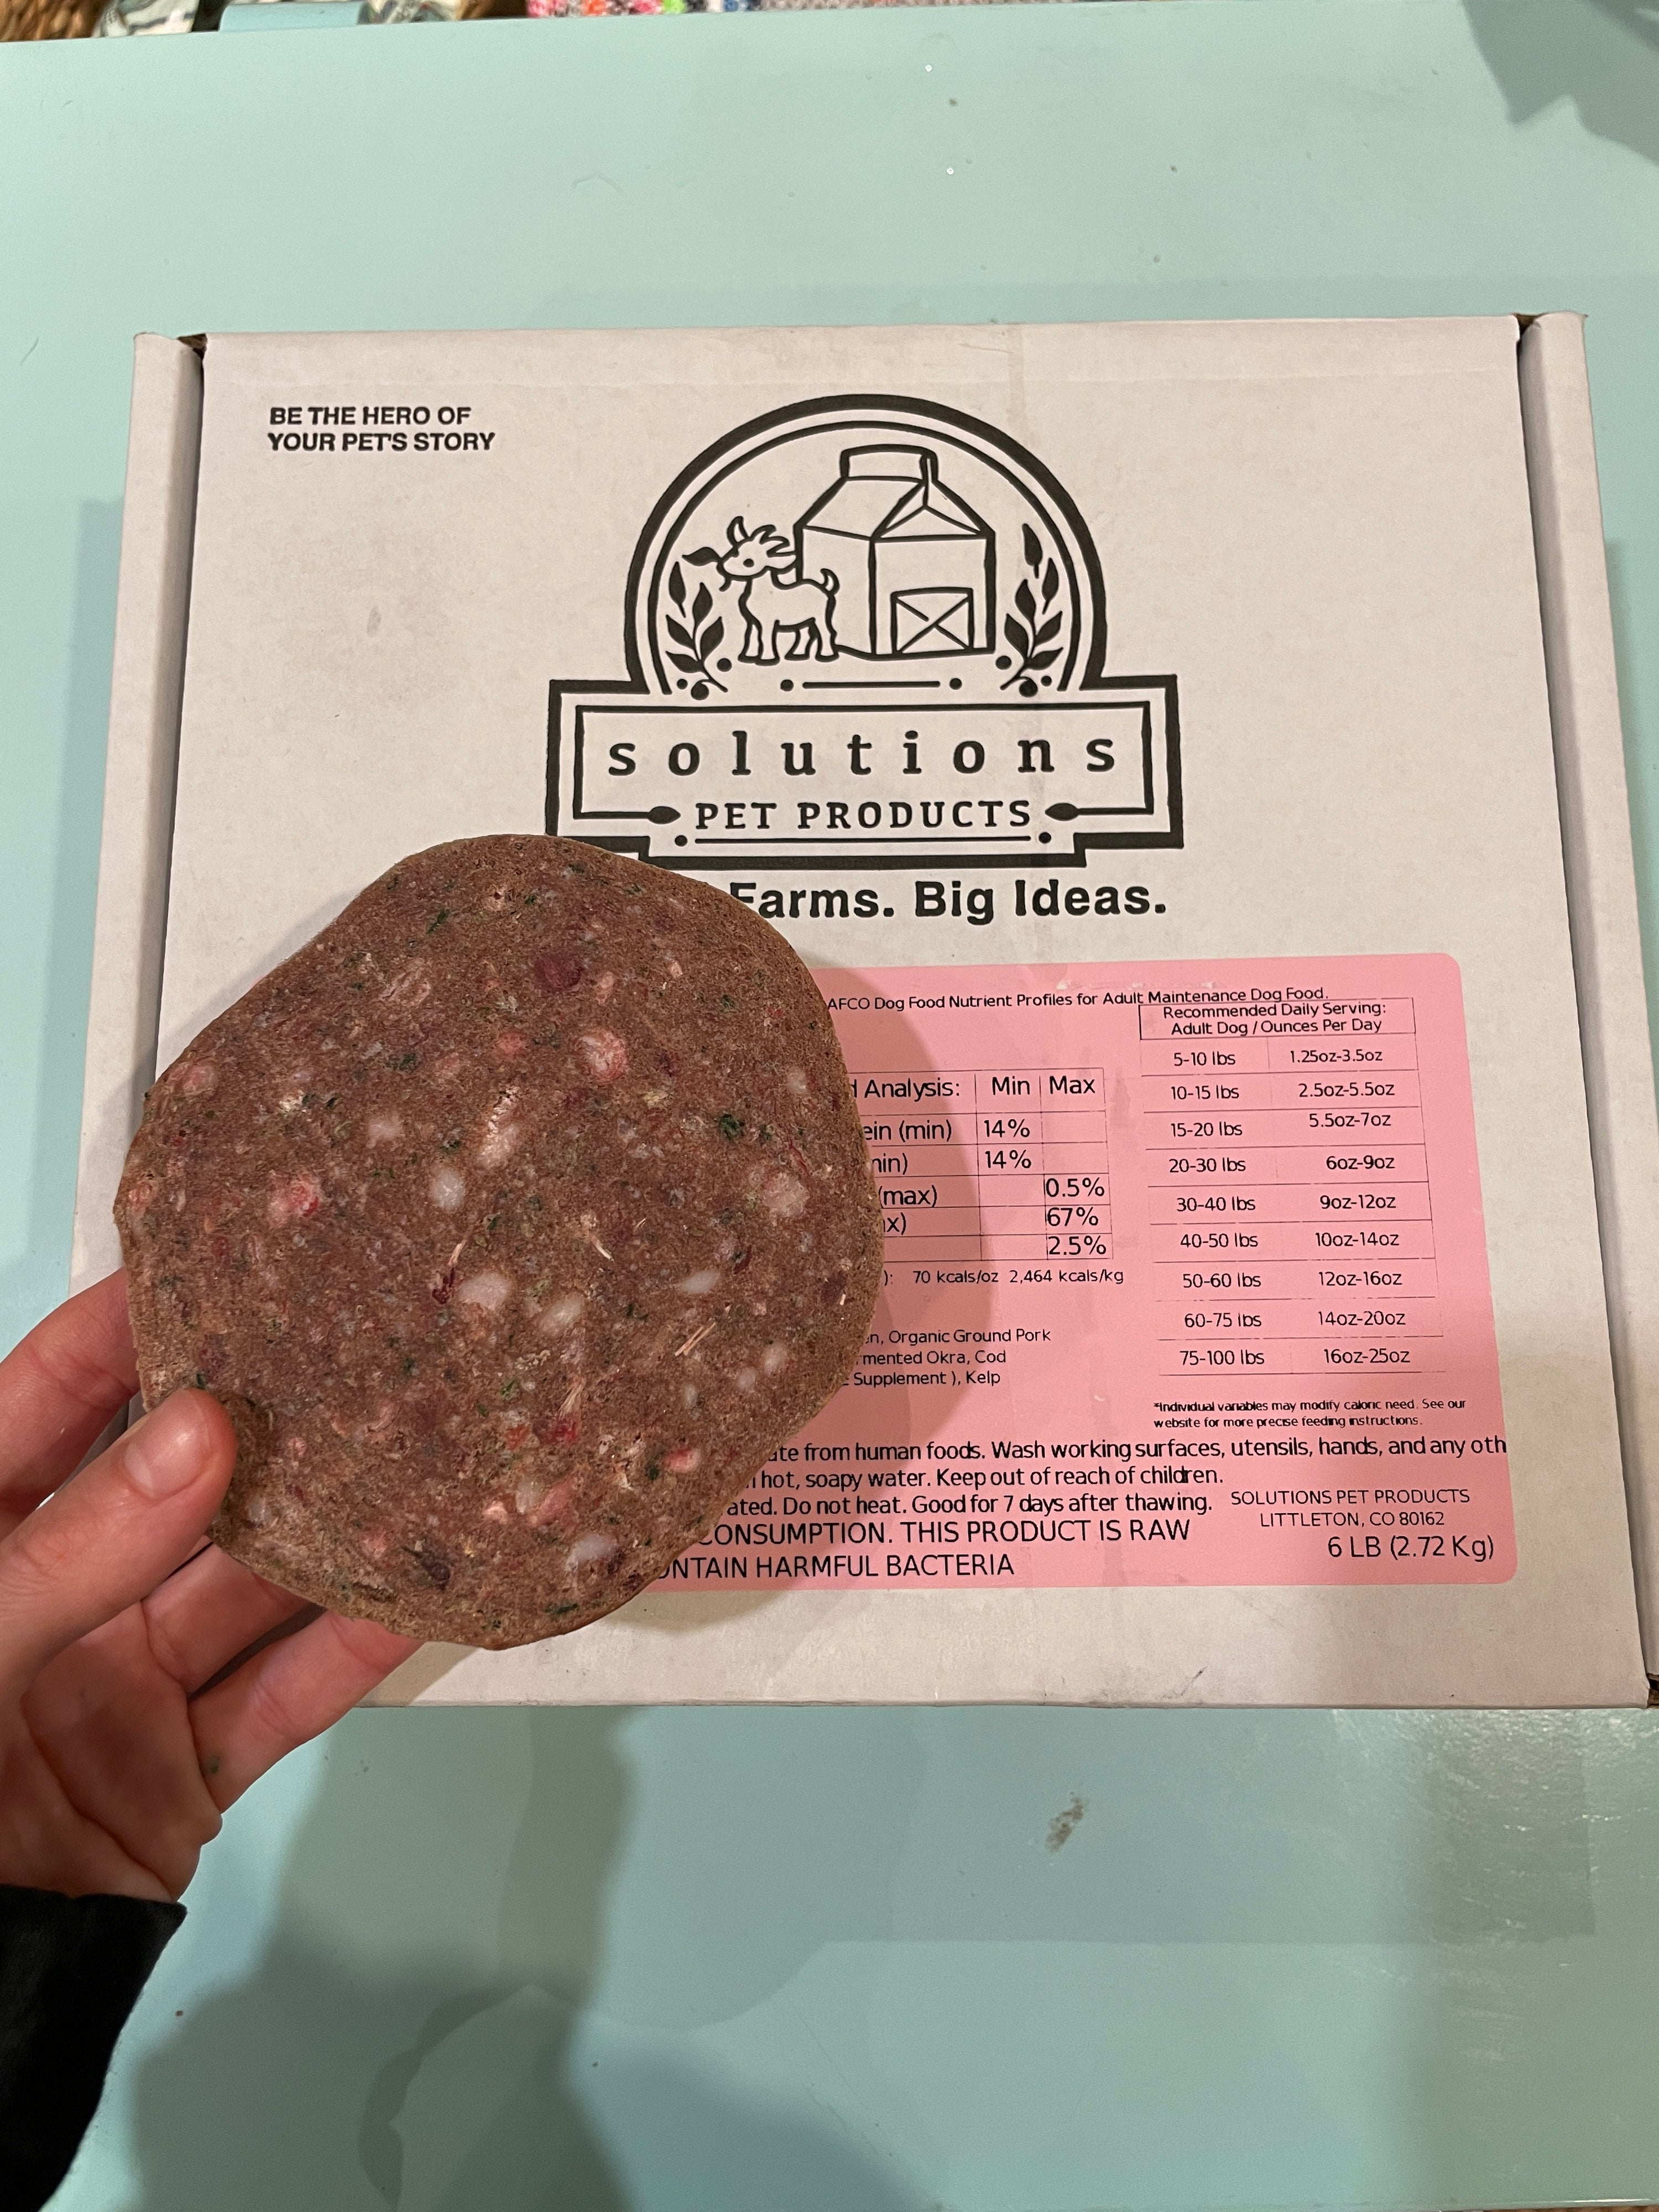 BE THE HERO OF
YOUR PET'S STORY
solutions
PET PRODUCTS
Farms. Big Ideas.
Dog Food Nutrient Profiles for Adult Maintenance Dog Food.
Recommended Daily Serving:
Adult Dog / Ounces Per Day
5-10 lbs 1.25oz-3.5oz
10-15 lbs 2.5oz-5.5oz
15-20 lbs 5.5oz-7oz
20-30 lbs 6oz-9oz
30-40 lbs 9oz-12oz
40-50 lbs 10oz-14oz
50-60 lbs 12oz-16oz
60-75 lbs 14oz-20oz
75-100 lbs 16oz-25oz
*Individual variables may modify caloric need. See our
website for more precise feeding instructions.
Analysis: Min Max
(min) 14%
14%
(max) 0.5%
67%
2.5%
70 kcals/oz 2,464 kcals/kg
Organic Ground Pork
Okra, Cod
Supplement ), Kelp
from human foods. Wash working surfaces, utensils, hands, and any oth
hot, soapy water. Keep out of reach of children.
Do not heat. Good for 7 days after thawing.
CONSUMPTION. THIS PRODUCT IS RAW
HARMFUL BACTERIA
SOLUTIONS PET PRODUCTS
LITTLETON, CO 80162
6 LB (2.72 Kg)